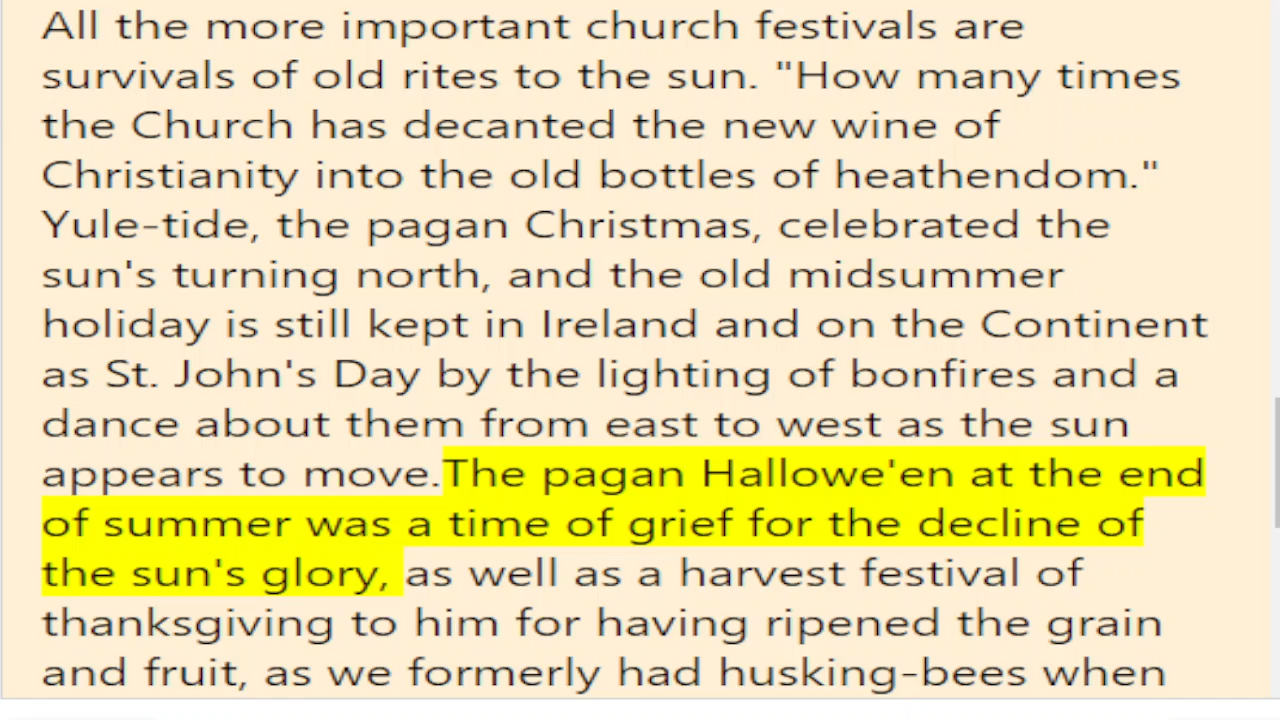 All the more important church festivals are
survivals of old rites to the sun. "How many times
the Church has decanted the new wine of
Christianity into the old bottles of heathendom."
Yule-tide, the pagan Christmas, celebrated the
sun's turning north, and the old midsummer
holiday is still kept in Ireland and on the Continent
as St. John's Day by the lighting of bonfires and a
dance about them from east to west as the sun
appears to move.The pagan Hallowe'en at the end
of summer was a time of grief for the decline of
the sun's glory, as well as a harvest festival of
thanksgiving to him for having ripened the grain
and fruit, as we formerly had husking-bees when